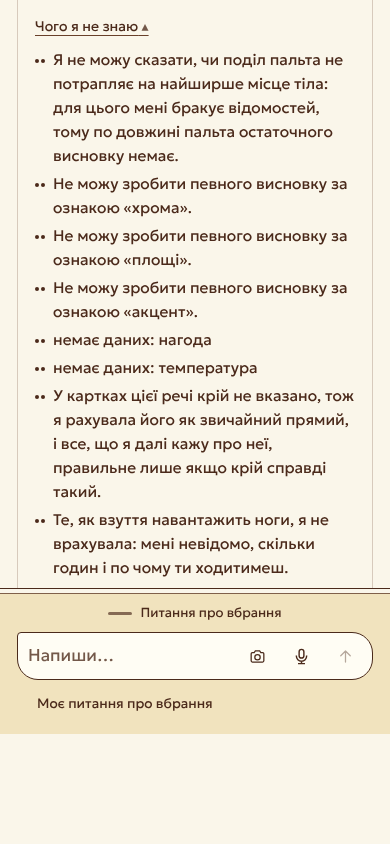 Чого я не знаю ▴
•• Я не можу сказати, чи поділ пальта не
потрапляє на найширше місце тіла:
для цього мені бракує відомостей,
тому по довжині пальта остаточного
висновку немає.
•• Не можу зробити певного висновку за
ознакою «хрома».
•• Не можу зробити певного висновку за
ознакою «площі».
•• Не можу зробити певного висновку за
ознакою «акцент».
•• немає даних: нагода
•• немає даних: температура
•• У картках цієї речі крій не вказано, тож
я рахувала його як звичайний прямий,
і все, що я далі кажу про неї,
правильне лише якщо крій справді
такий.
•• Те, як взуття навантажить ноги, я не
врахувала: мені невідомо, скільки
годин і по чому ти ходитимеш.
Питання про вбрання
Напиши...
Моє питання про вбрання